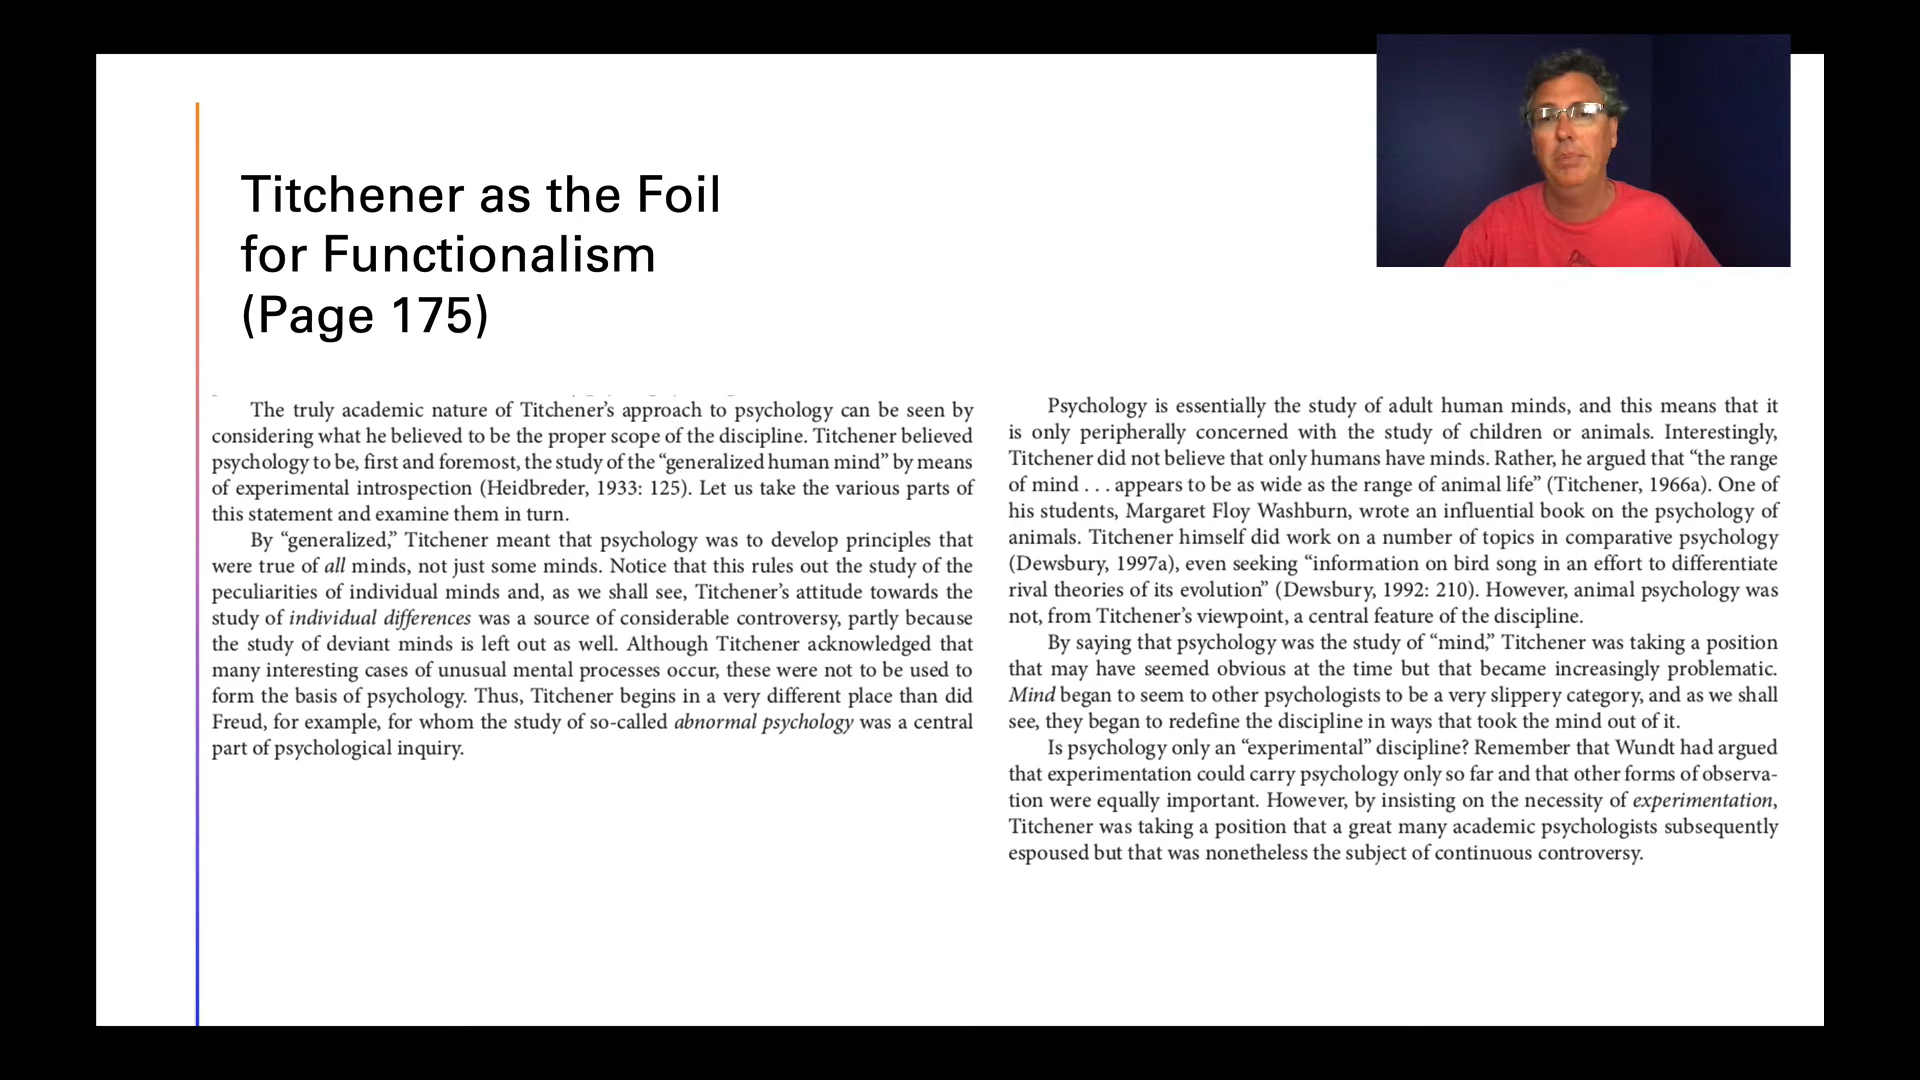 Titchener as the Foil
for Functionalism
(Page 175)
The truly academic nature of Titchener’s approach to psychology can be seen by
considering what he believed to be the proper scope of the discipline. Titchener believed
psychology to be, first and foremost, the study of the “generalized human mind” by means
of experimental introspection (Heidbreder, 1933: 125). Let us take the various parts of
this statement and examine them in turn.
By “generalized,” Titchener meant that psychology was to develop principles that
were true of all minds, not just some minds. Notice that this rules out the study of the
peculiarities of individual minds and, as we shall see, Titchener’s attitude towards the
study of individual differences was a source of considerable controversy, partly because
the study of deviant minds is left out as well. Although Titchener acknowledged that
many interesting cases of unusual mental processes occur, these were not to be used to
form the basis of psychology. Thus, Titchener begins in a very different place than did
Freud, for example, for whom the study of so-called abnormal psychology was a central
part of psychological inquiry.
Psychology is essentially the study of adult human minds, and this means that it
is only peripherally concerned with the study of children or animals. Interestingly,
Titchener did not believe that only humans have minds. Rather, he argued that “the range
of mind . . . appears to be as wide as the range of animal life” (Titchener, 1966a). One of
his students, Margaret Floy Washburn, wrote an influential book on the psychology of
animals. Titchener himself did work on a number of topics in comparative psychology
(Dewsbury, 1997a), even seeking “information on bird song in an effort to differentiate
rival theories of its evolution” (Dewsbury, 1992: 210). However, animal psychology was
not, from Titchener’s viewpoint, a central feature of the discipline.
By saying that psychology was the study of “mind,” Titchener was taking a position
that may have seemed obvious at the time but that became increasingly problematic.
Mind began to seem to other psychologists to be a very slippery category, and as we shall
see, they began to redefine the discipline in ways that took the mind out of it.
Is psychology only an “experimental” discipline? Remember that Wundt had argued
that experimentation could carry psychology only so far and that other forms of observa-
tion were equally important. However, by insisting on the necessity of experimentation,
Titchener was taking a position that a great many academic psychologists subsequently
espoused but that was nonetheless the subject of continuous controversy.